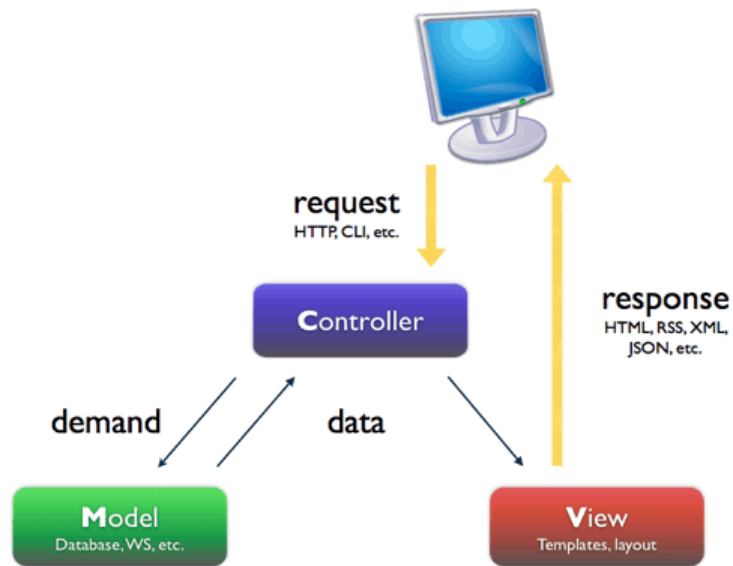 request
HTTP, CLI, etc.
Controller
response
HTML, RSS, XML,
JSON, etc.
demand
data
Model
Database, WS, etc.
View
Templates, layout